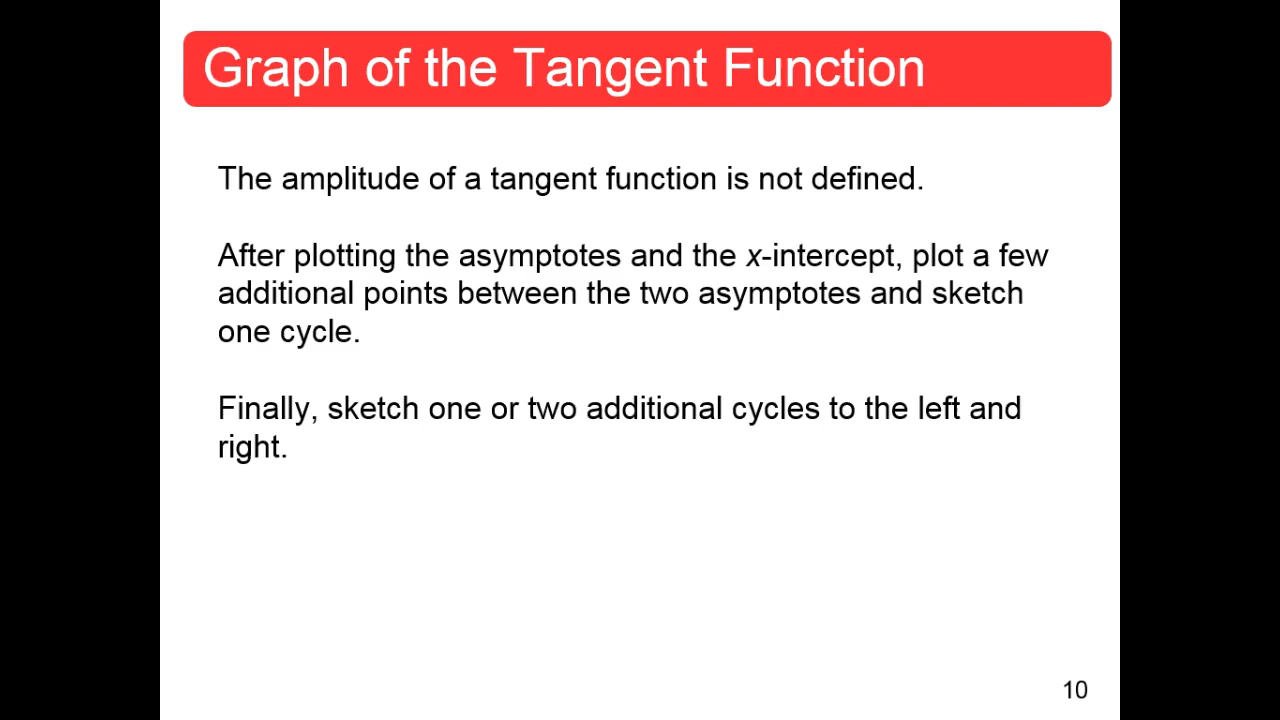 Graph of the Tangent Function
The amplitude of a tangent function is not defined.
After plotting the asymptotes and the x-intercept, plot a few
additional points between the two asymptotes and sketch
one cycle.
Finally, sketch one or two additional cycles to the left and
right.
10